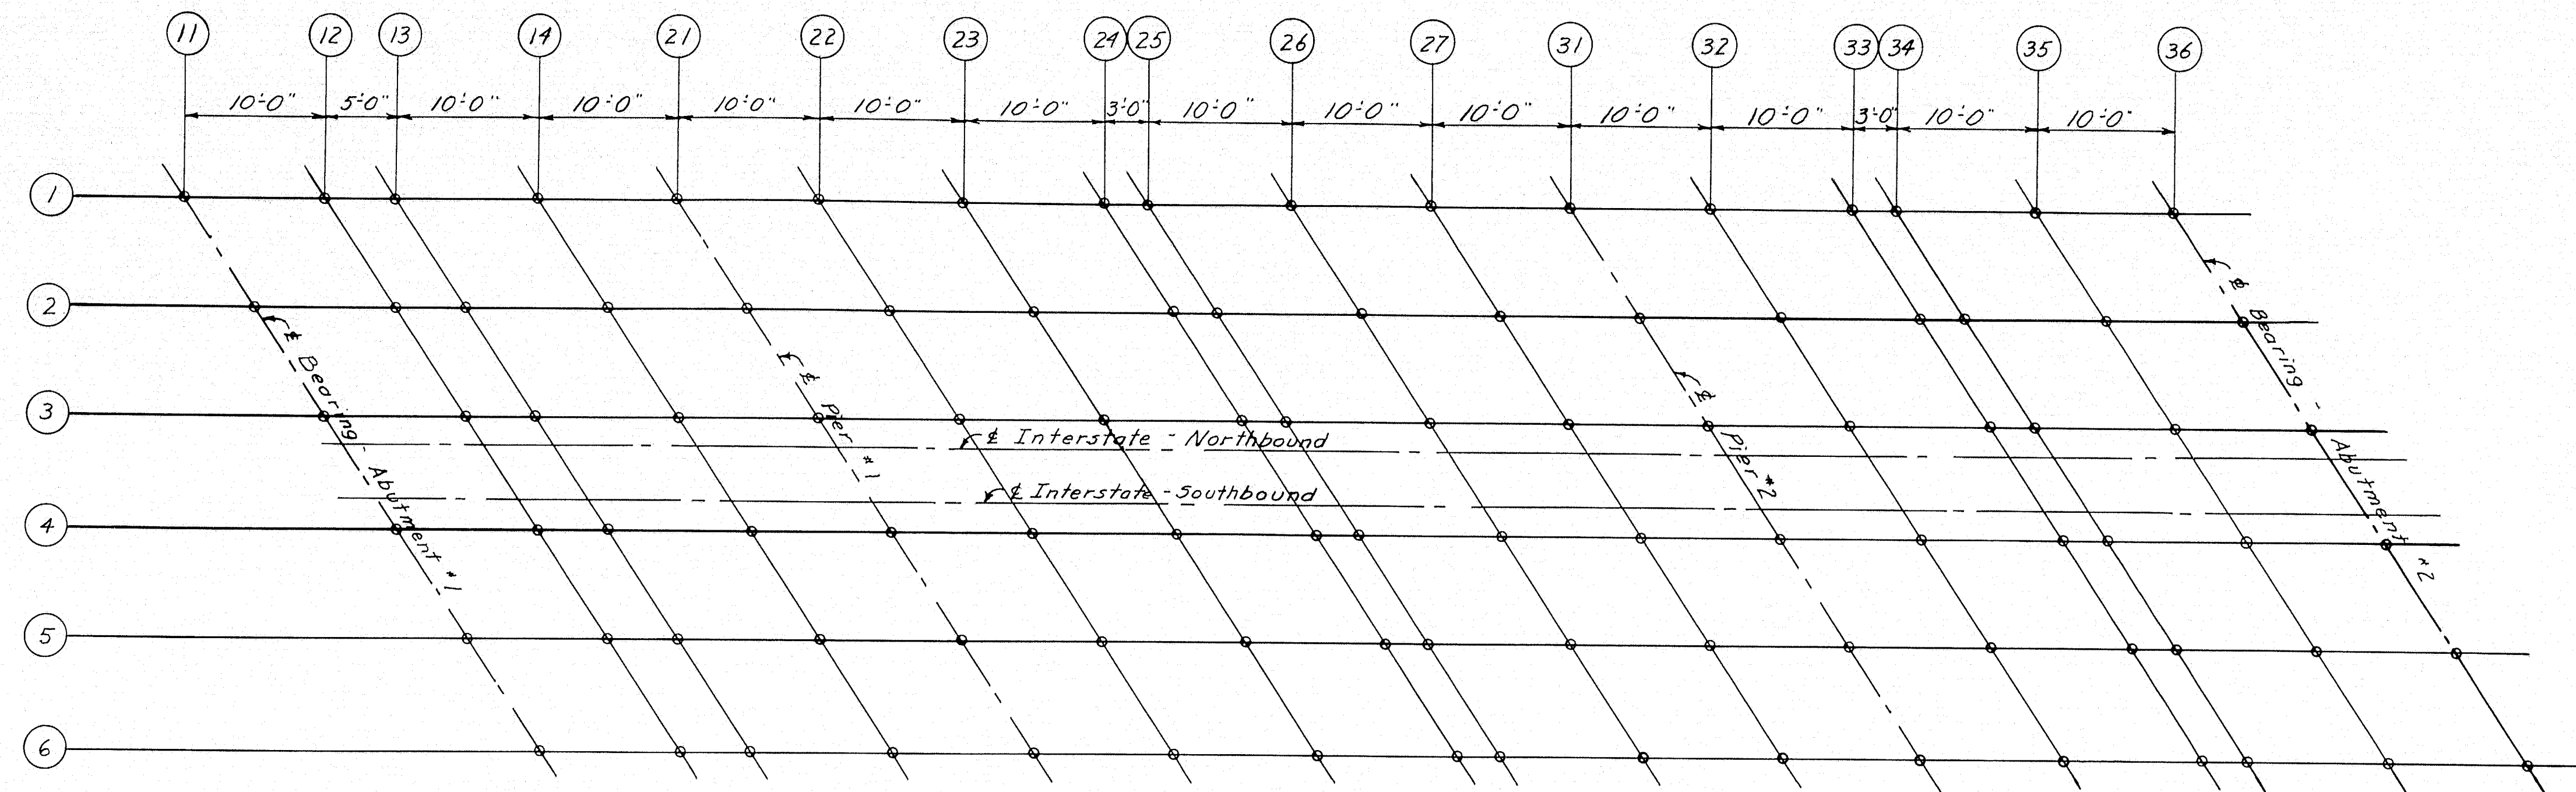 11 12 13 14 21 22 23 24 25 26 27 31 32 33 34 35 36
10'-0" 5'-0" 10'-0" 10'-0" 10'-0" 10'-0" 10'-0" 3'-0" 10'-0" 10'-0" 10'-0" 10'-0" 10'-0" 3'-0" 10'-0" 10'-0"
1
2
3
4
5
6
℄ Bearing - Abutment #1
℄ Pier #1
℄ Interstate - Northbound
℄ Interstate - Southbound
℄ Pier #2
℄ Bearing - Abutment #2